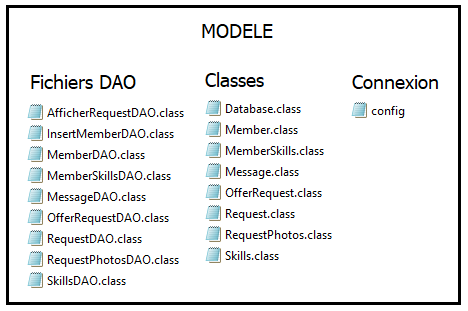 MODELE
Fichiers DAO
AfficherRequestDAO.class
InsertMemberDAO.class
MemberDAO.class
MemberSkillsDAO.class
MessageDAO.class
OfferRequestDAO.class
RequestDAO.class
RequestPhotosDAO.class
SkillsDAO.class
Classes
Database.class
Member.class
MemberSkills.class
Message.class
OfferRequest.class
Request.class
RequestPhotos.class
Skills.class
Connexion
config